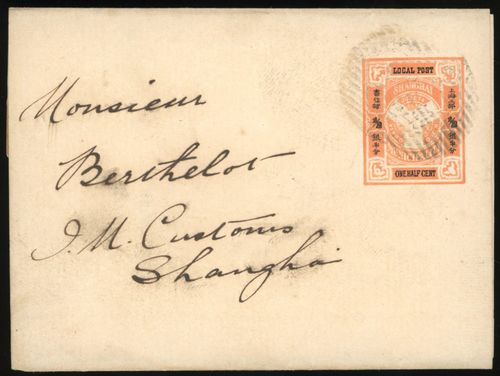 Monsieur
Berthelot
I. M. Customs
Shanghai
LOCAL POST
SHANGHAI
ONE HALF CENT